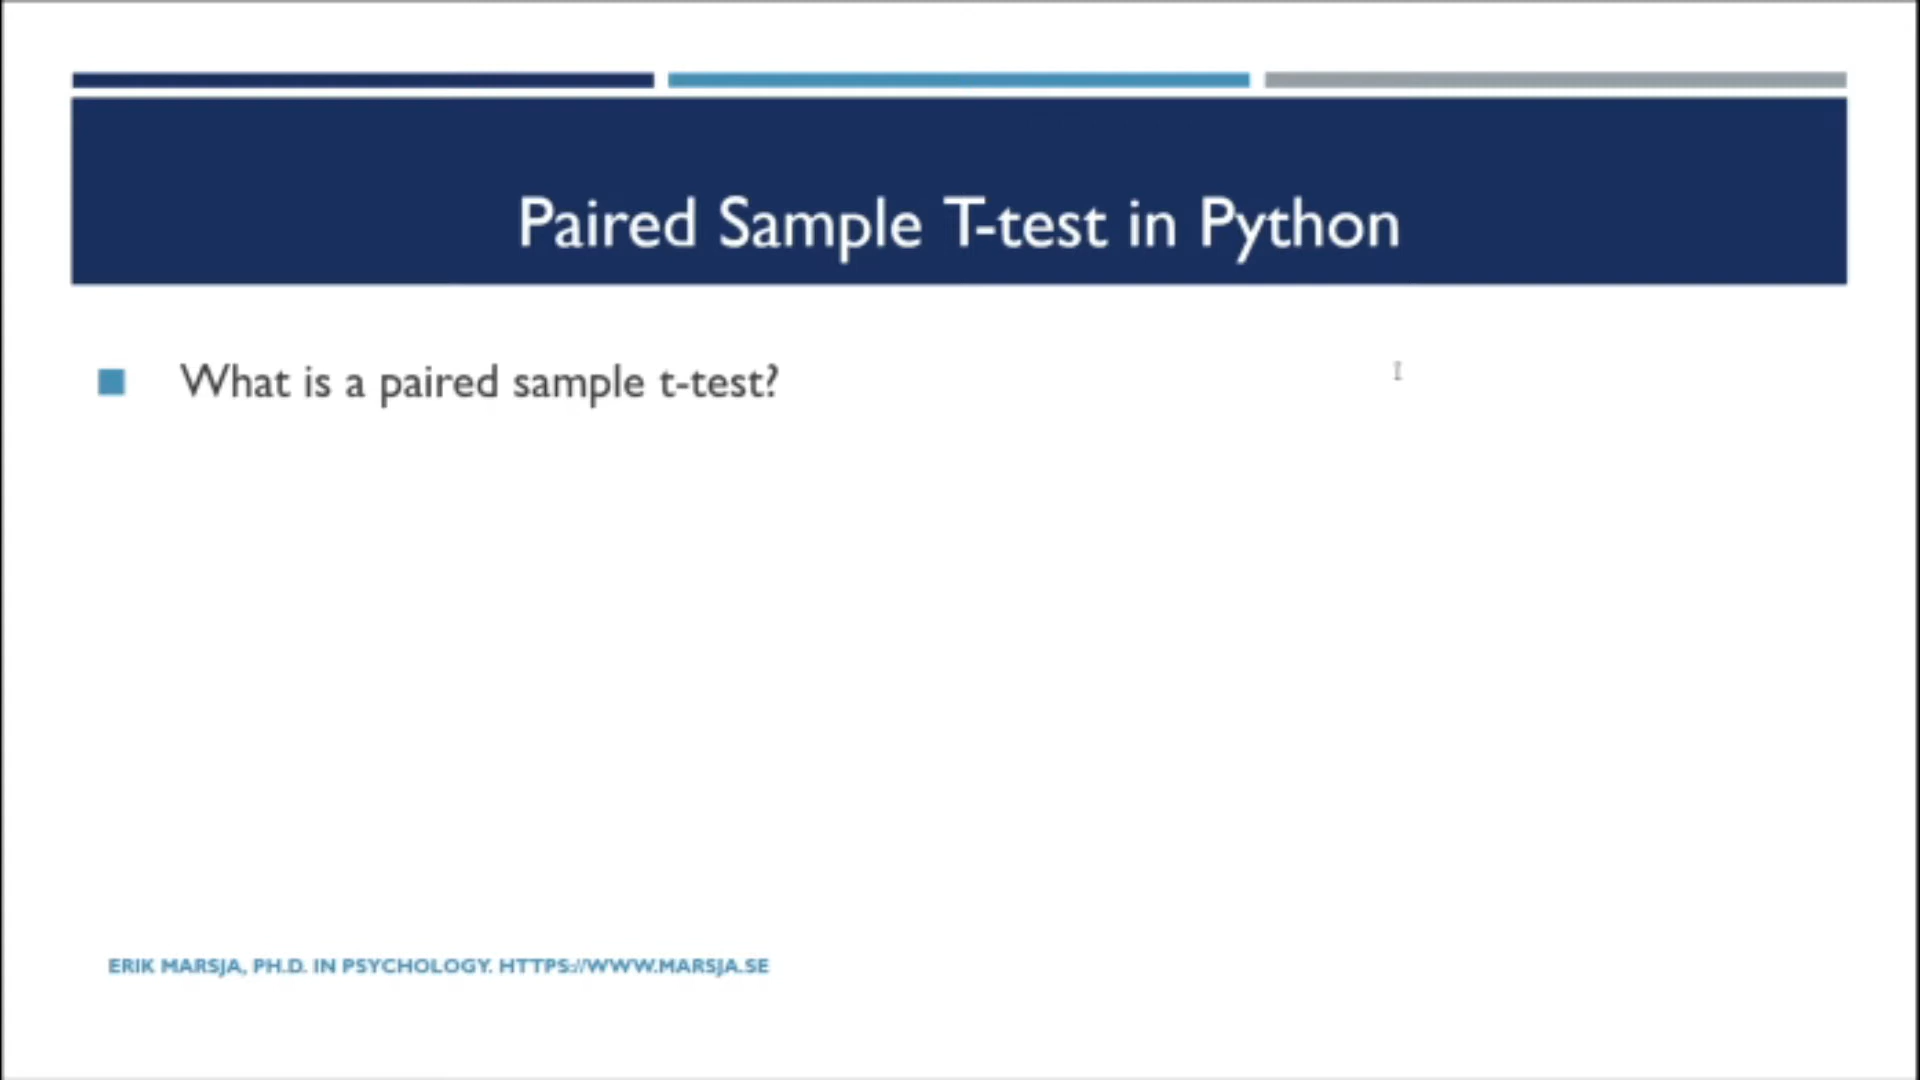 Paired Sample T-test in Python
What is a paired sample t-test?
ERIK MARSJA, PH.D. IN PSYCHOLOGY. HTTPS://WWW.MARSJA.SE